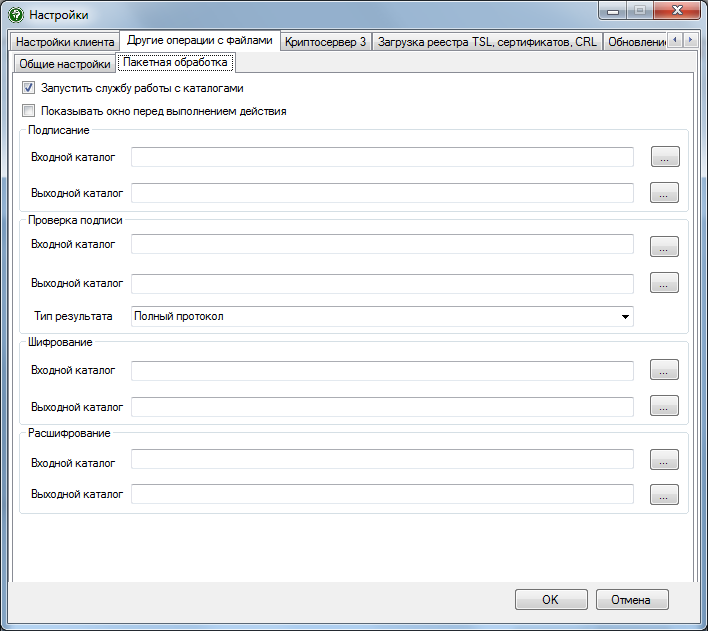 Настройки
Настройки клиента Другие операции с файлами Криптосервер 3 Загрузка реестра TSL, сертификатов, CRL Обновлени
Общие настройки Пакетная обработка
Запустить службу работы с каталогами
Показывать окно перед выполнением действия
Подписание
Входной каталог ...
Выходной каталог ...
Проверка подписи
Входной каталог ...
Выходной каталог ...
Тип результата Полный протокол
Шифрование
Входной каталог ...
Выходной каталог ...
Расшифрование
Входной каталог ...
Выходной каталог ...
OK Отмена